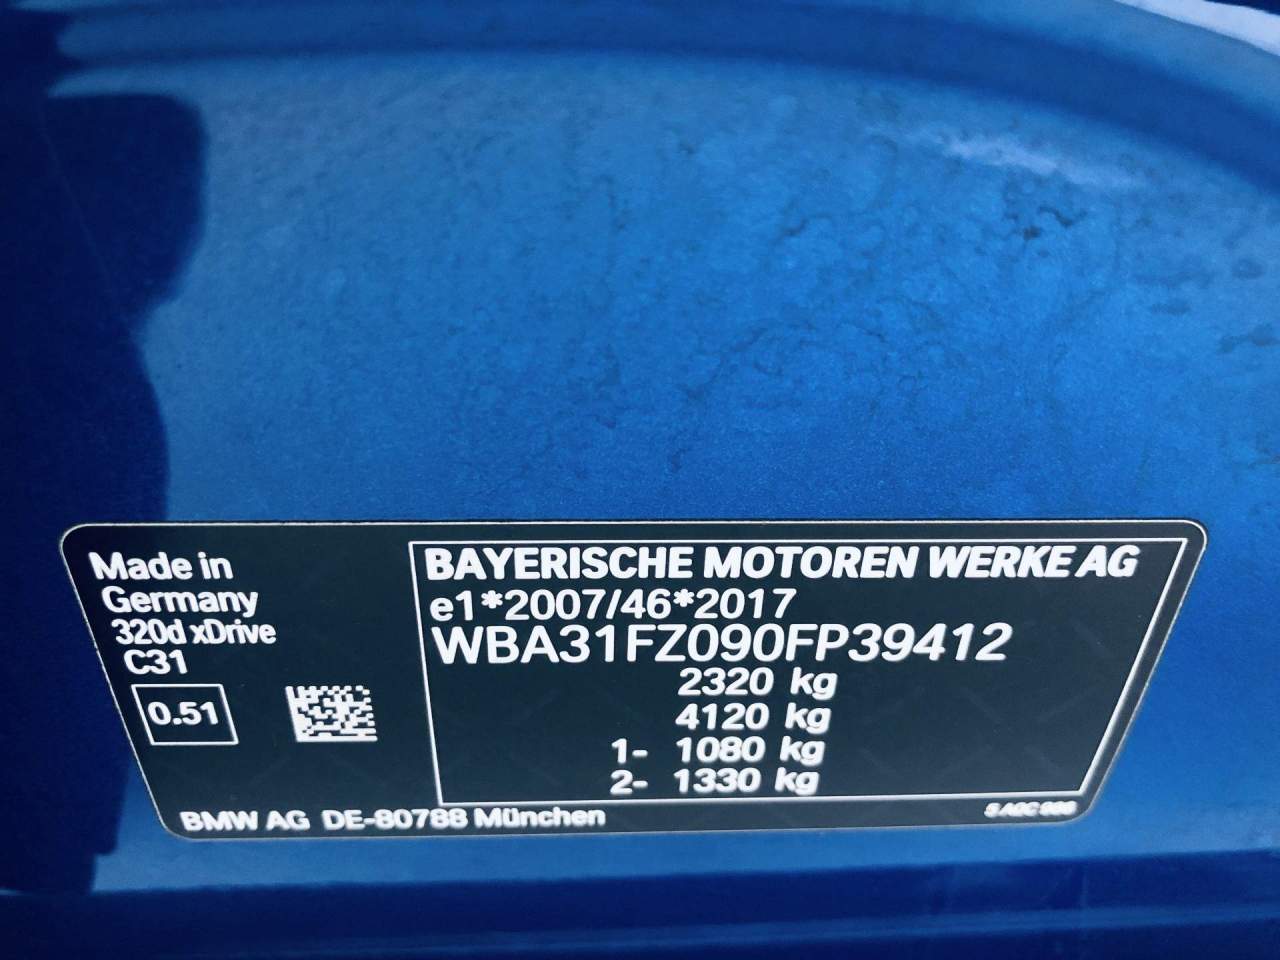 Made in
Germany
320d xDrive
C31
0.51
BAYERISCHE MOTOREN WERKE AG
e1*2007/46*2017
WBA31FZ090FP39412
2320 kg
4120 kg
1- 1080 kg
2- 1330 kg
BMW AG DE-80788 München